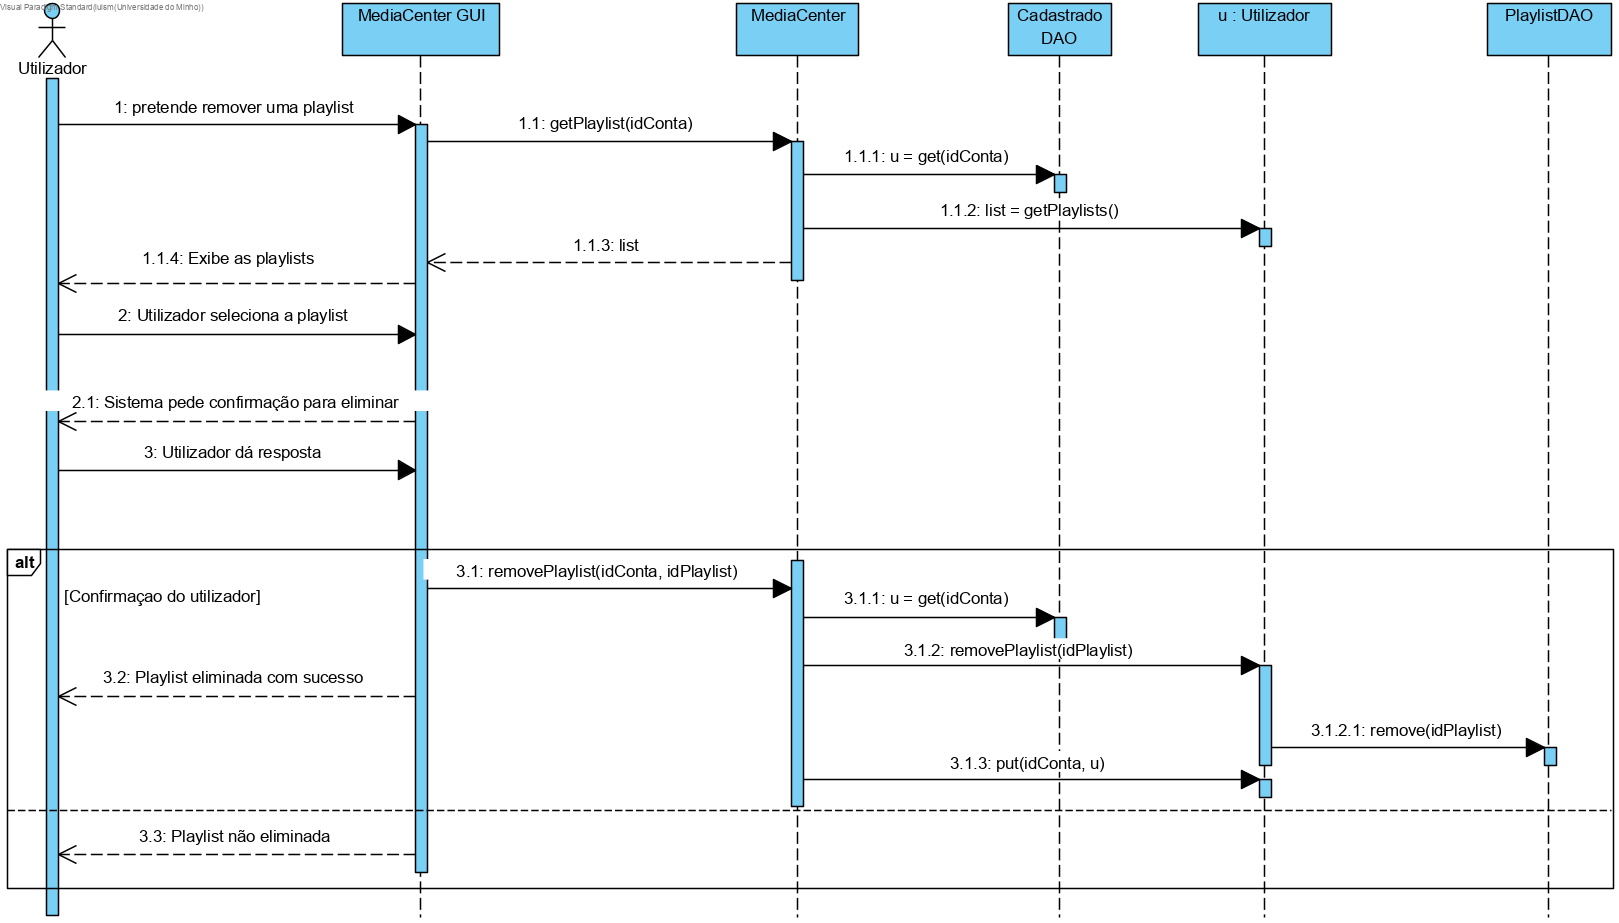 Visual Paradigm Standard(luism(Universidade do Minho))
Utilizador
MediaCenter GUI
MediaCenter
Cadastrado
DAO
u : Utilizador
PlaylistDAO
1: pretende remover uma playlist
1.1: getPlaylist(idConta)
1.1.1: u = get(idConta)
1.1.2: list = getPlaylists()
1.1.3: list
1.1.4: Exibe as playlists
2: Utilizador seleciona a playlist
2.1: Sistema pede confirmação para eliminar
3: Utilizador dá resposta
alt
[Confirmaçao do utilizador]
3.1: removePlaylist(idConta, idPlaylist)
3.1.1: u = get(idConta)
3.1.2: removePlaylist(idPlaylist)
3.2: Playlist eliminada com sucesso
3.1.2.1: remove(idPlaylist)
3.1.3: put(idConta, u)
3.3: Playlist não eliminada